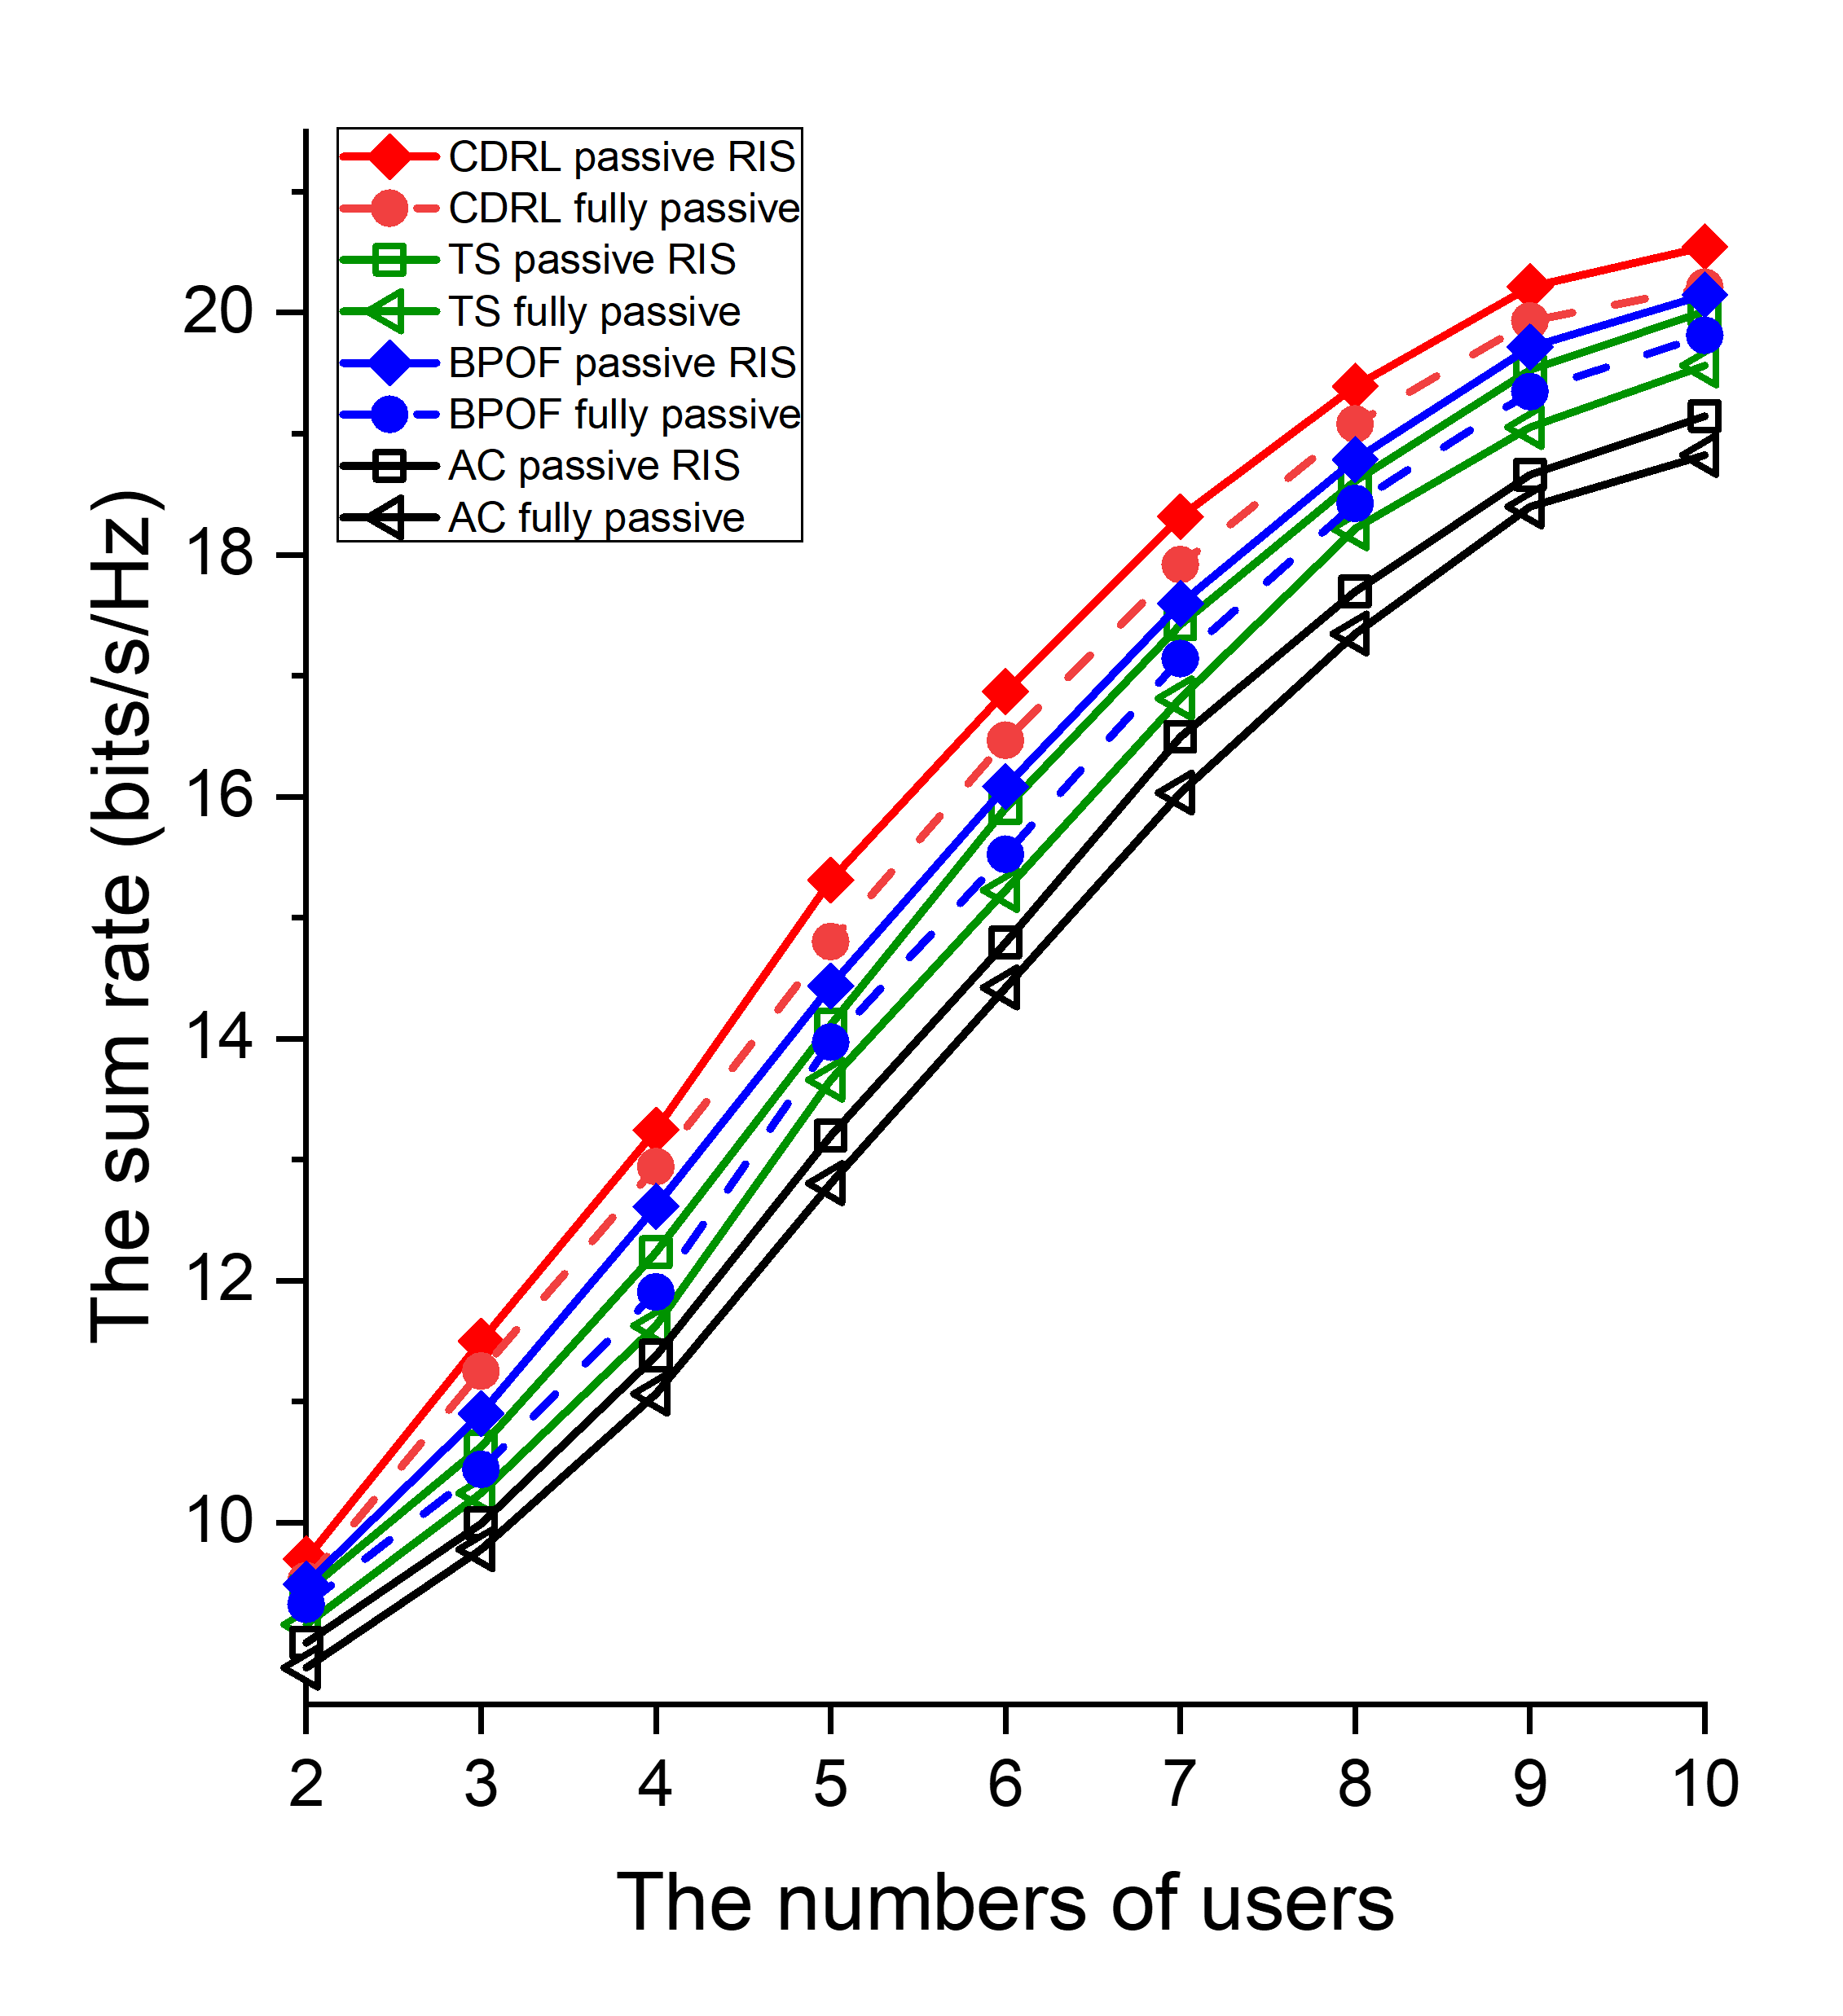 CDRL passive RIS
CDRL fully passive
TS passive RIS
TS fully passive
BPOF passive RIS
BPOF fully passive
AC passive RIS
AC fully passive
The sum rate (bits/s/Hz)
20
18
16
14
12
10
2 3 4 5 6 7 8 9 10
The numbers of users